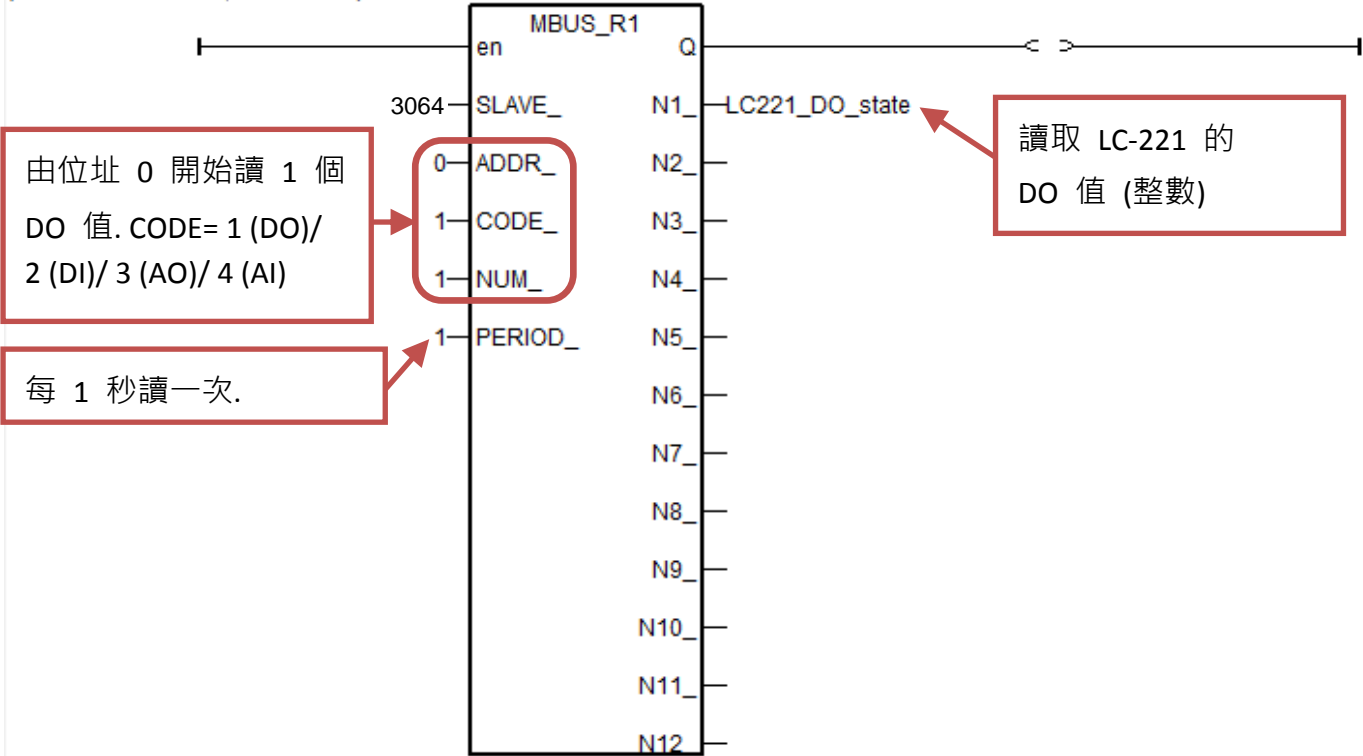 MBUS_R1
en
Q
3064
SLAVE_
N1_
LC221_DO_state
0
ADDR_
N2_
1
CODE_
N3_
1
NUM_
N4_
1
PERIOD_
N5_
N6_
N7_
N8_
N9_
N10_
N11_
N12
由位址 0 開始讀 1 個
DO 值. CODE= 1 (DO)/
2 (DI)/ 3 (AO)/ 4 (AI)
每 1 秒讀一次.
讀取 LC-221 的
DO 值 (整數)